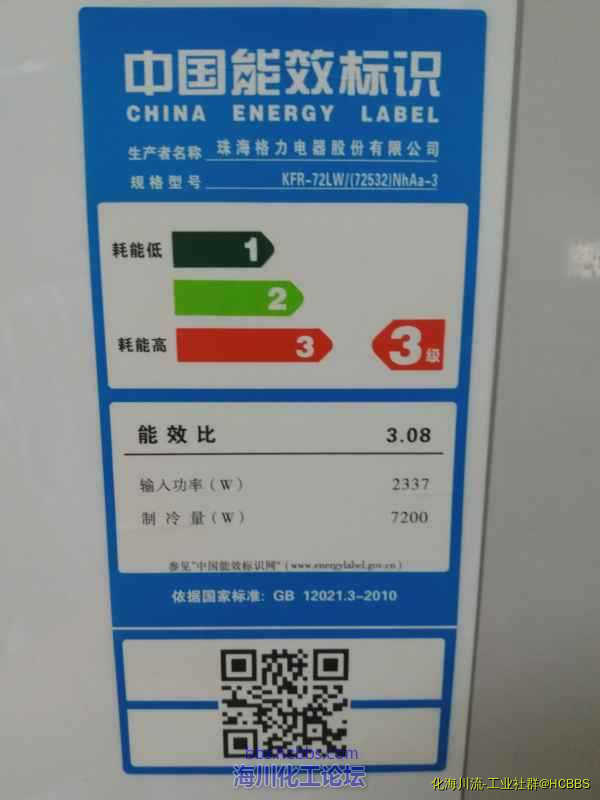 中国能效标识
CHINA ENERGY LABEL
生产者名称 珠海格力电器股份有限公司
规格型号 KFR-72LW/(72532)NhAa-3
耗能低 1
2
耗能高 3 3级
能效比 3.08
输入功率(W) 2337
制冷量(W) 7200
参见"中国能效标识网"(www.energylabel.gov.cn)
依据国家标准: GB 12021.3-2010
bbs.hcbbs.com
海川化工论坛
化海川流-工业社群@HCBBS